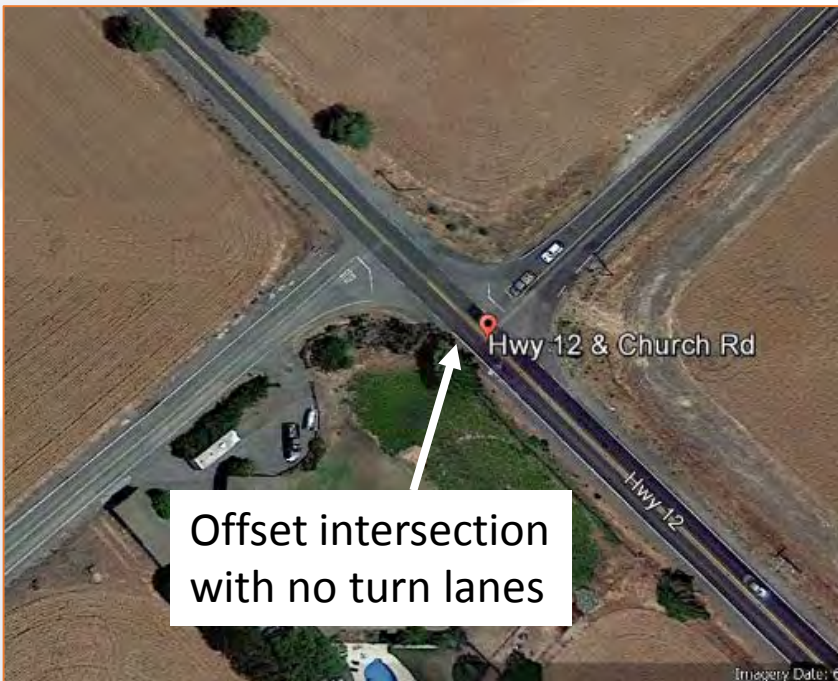 Hwy 12 & Church Rd
Hwy 12
Offset intersection
with no turn lanes
Imagery Date: